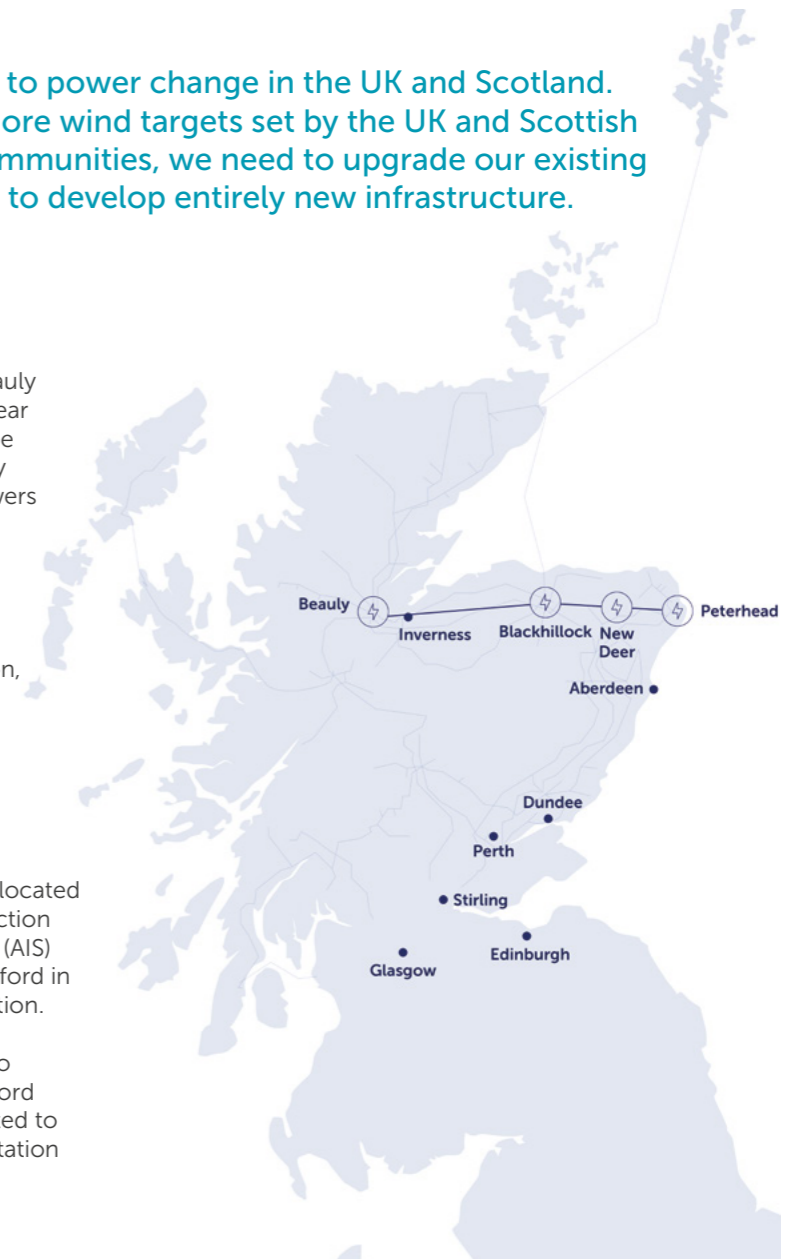 to power change in the UK and Scotland.
ore wind targets set by the UK and Scottish
mmunities, we need to upgrade our existing
to develop entirely new infrastructure.
auly
ear
e
y
vers
n,
located
ction
(AIS)
ford in
tion.
o
ord
ed to
tation
Beauly
Inverness
Blackhillock
New
Deer
Peterhead
Aberdeen
Dundee
Perth
Stirling
Edinburgh
Glasgow